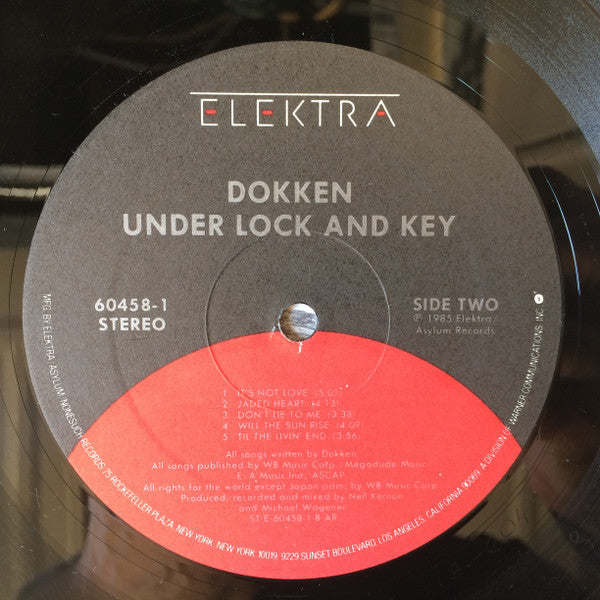 ELEKTRA
DOKKEN
UNDER LOCK AND KEY
60458-1
STEREO
SIDE TWO
℗ 1985 Elektra/
Asylum Records
1 IT'S NOT LOVE (5:01)
2 JADED HEART (4:13)
3 DON'T LIE TO ME (3:38)
4 WILL THE SUN RISE (4:09)
5 TIL THE LIVIN' END (3:56)
All songs written by Dokken
All songs published by WB Music Corp./Megadude Music
E/A Music Inc., ASCAP
All rights for the world except Japan adm. by WB Music Corp.
Produced, recorded and mixed by Neil Kernon
and Michael Wagener
ST-E-60458-1-B-AR
MFG. BY ELEKTRA/ASYLUM/NONESUCH RECORDS 75 ROCKEFELLER PLAZA, NEW YORK, NEW YORK 10019. 9229 SUNSET BOULEVARD, LOS ANGELES, CALIFORNIA 90069. A DIVISION OF WARNER COMMUNICATIONS INC.